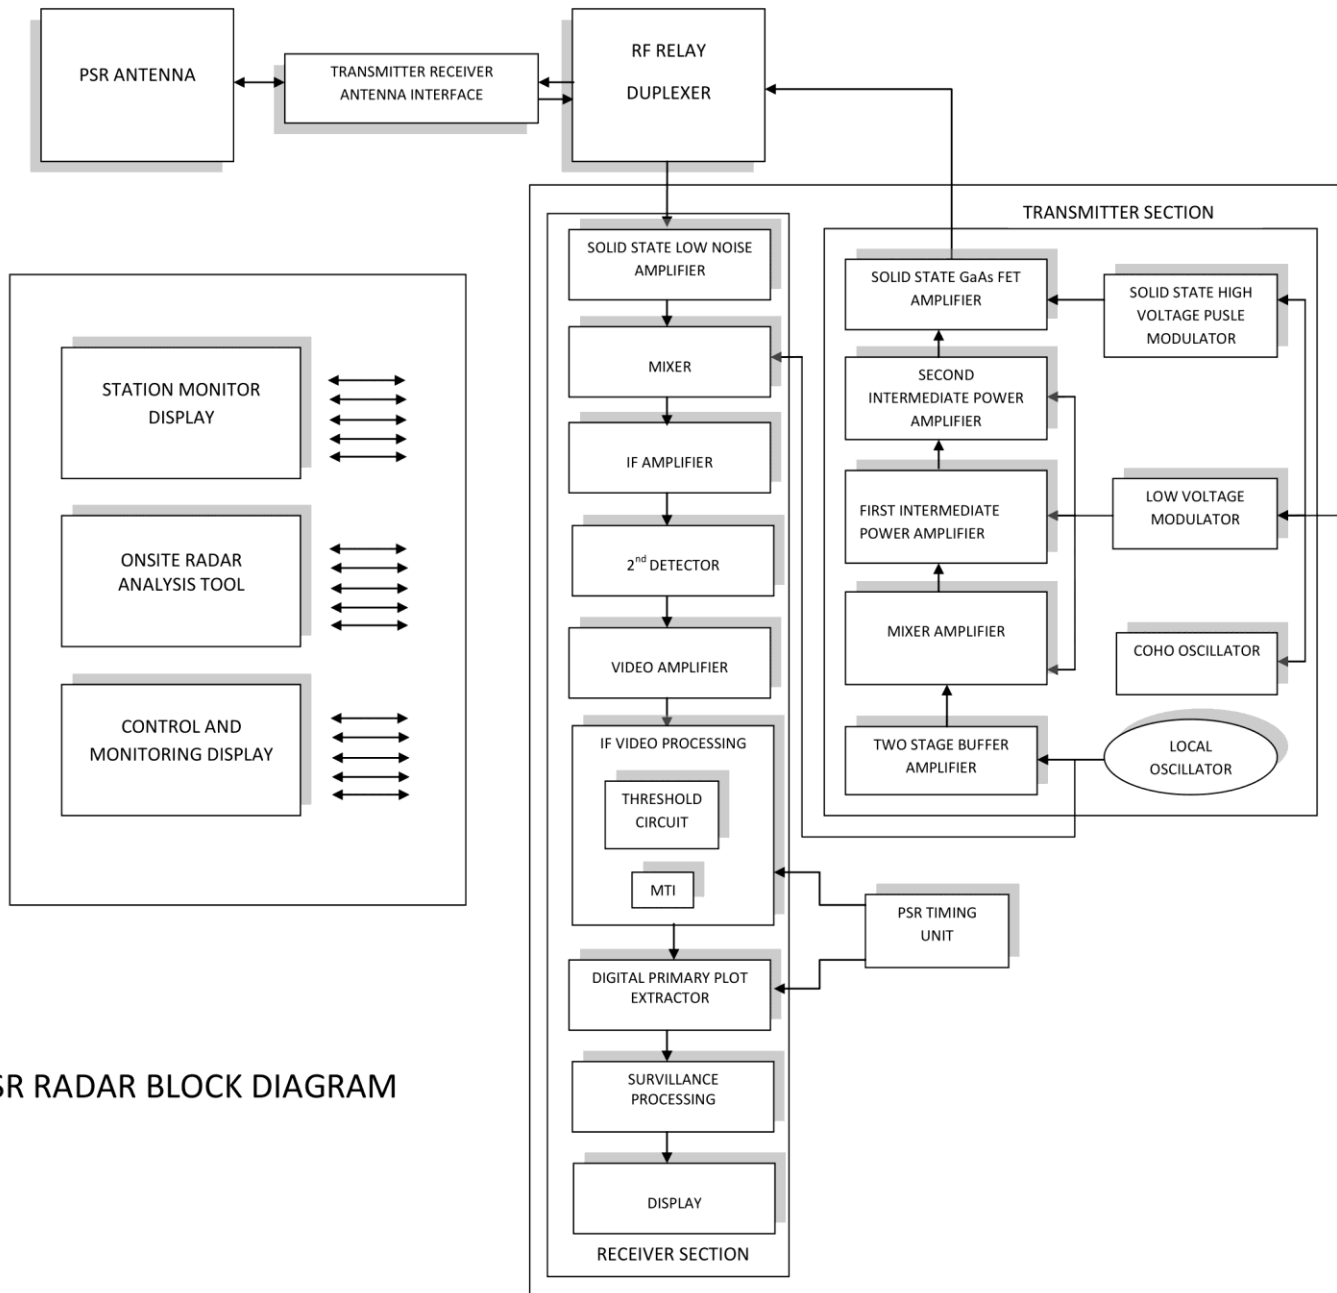 PSR ANTENNA
TRANSMITTER RECEIVER
ANTENNA INTERFACE
RF RELAY
DUPLEXER
TRANSMITTER SECTION
SOLID STATE LOW NOISE
AMPLIFIER
MIXER
IF AMPLIFIER
2nd DETECTOR
VIDEO AMPLIFIER
IF VIDEO PROCESSING
THRESHOLD
CIRCUIT
MTI
DIGITAL PRIMARY PLOT
EXTRACTOR
SURVILLANCE
PROCESSING
DISPLAY
RECEIVER SECTION
SOLID STATE GaAs FET
AMPLIFIER
SOLID STATE HIGH
VOLTAGE PUSLE
MODULATOR
SECOND
INTERMEDIATE POWER
AMPLIFIER
FIRST INTERMEDIATE
POWER AMPLIFIER
LOW VOLTAGE
MODULATOR
MIXER AMPLIFIER
COHO OSCILLATOR
TWO STAGE BUFFER
AMPLIFIER
LOCAL
OSCILLATOR
PSR TIMING
UNIT
STATION MONITOR
DISPLAY
ONSITE RADAR
ANALYSIS TOOL
CONTROL AND
MONITORING DISPLAY
SR RADAR BLOCK DIAGRAM